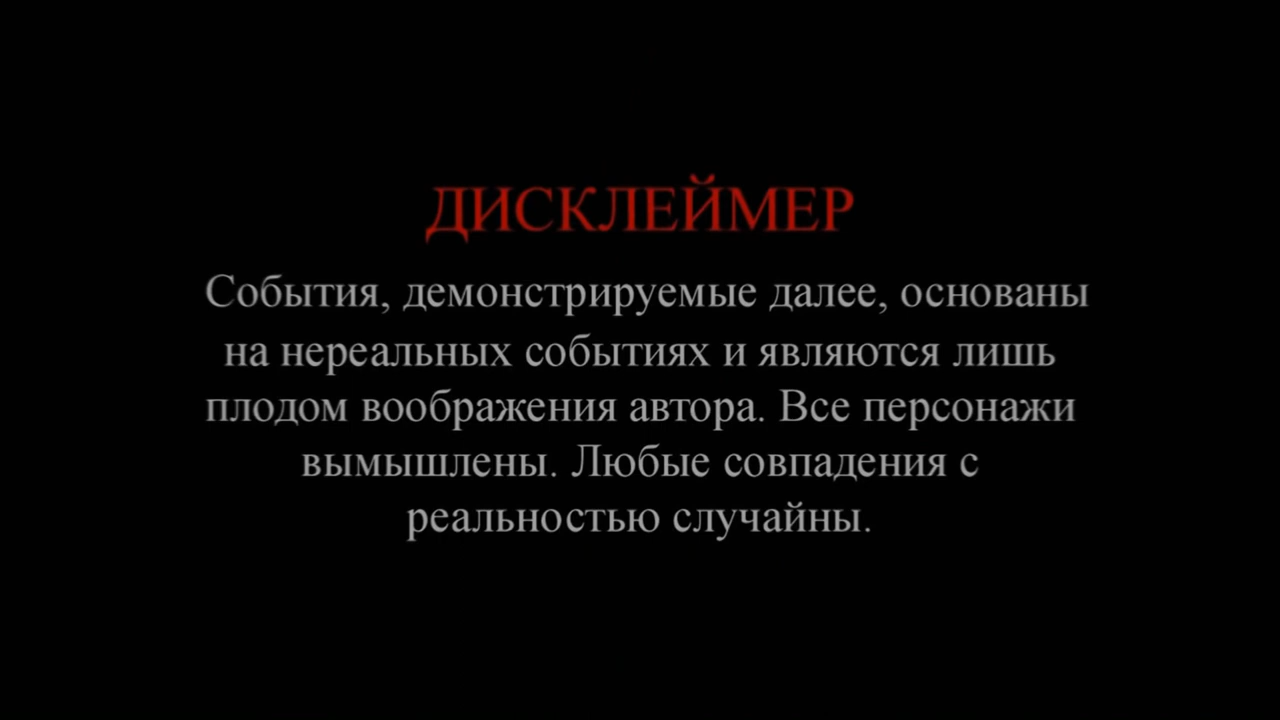 ДИСКЛЕЙМЕР
События, демонстрируемые далее, основаны
на нереальных событиях и являются лишь
плодом воображения автора. Все персонажи
вымышлены. Любые совпадения с
реальностью случайны.